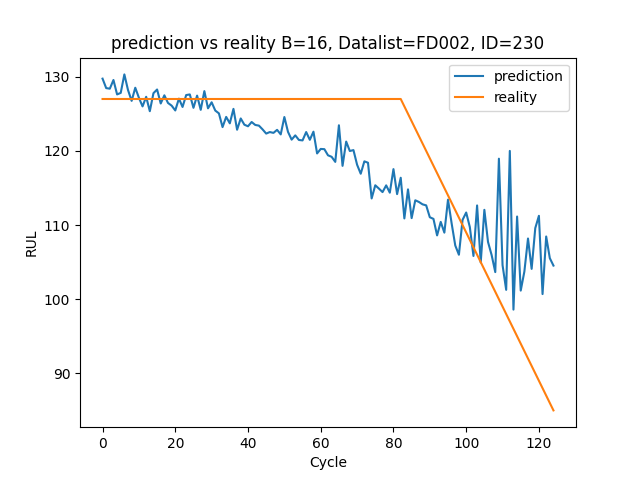 prediction vs reality B=16, Datalist=FD002, ID=230
prediction
reality
130
120
110
100
90
RUL
0 20 40 60 80 100 120
Cycle